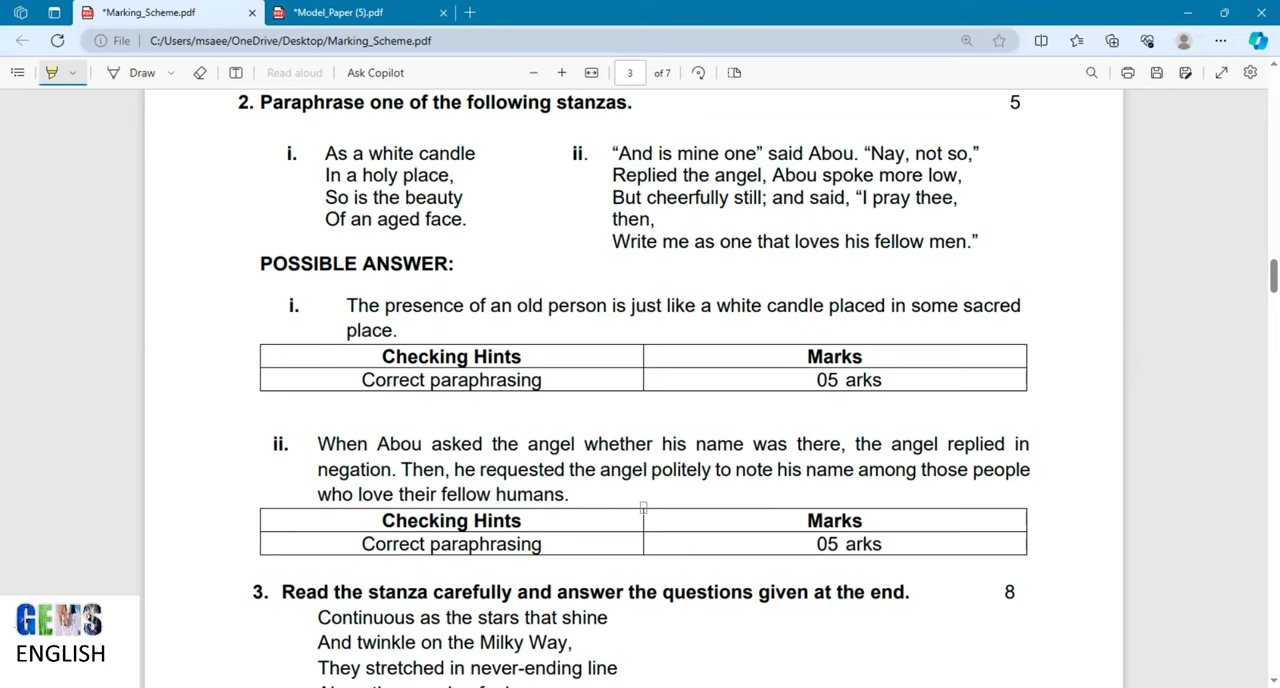 *Marking_Scheme.pdf
*Model_Paper (5).pdf
File C:/Users/msaee/OneDrive/Desktop/Marking_Scheme.pdf
Draw
Read aloud
Ask Copilot
3 of 7
2. Paraphrase one of the following stanzas. 5
i. As a white candle
In a holy place,
So is the beauty
Of an aged face.
ii. “And is mine one” said Abou. “Nay, not so,”
Replied the angel, Abou spoke more low,
But cheerfully still; and said, “I pray thee,
then,
Write me as one that loves his fellow men.”
POSSIBLE ANSWER:
i. The presence of an old person is just like a white candle placed in some sacred
place.
Checking Hints Marks
Correct paraphrasing 05 arks
ii. When Abou asked the angel whether his name was there, the angel replied in
negation. Then, he requested the angel politely to note his name among those people
who love their fellow humans.
Checking Hints Marks
Correct paraphrasing 05 arks
3. Read the stanza carefully and answer the questions given at the end. 8
Continuous as the stars that shine
And twinkle on the Milky Way,
They stretched in never-ending line
GEMS
ENGLISH